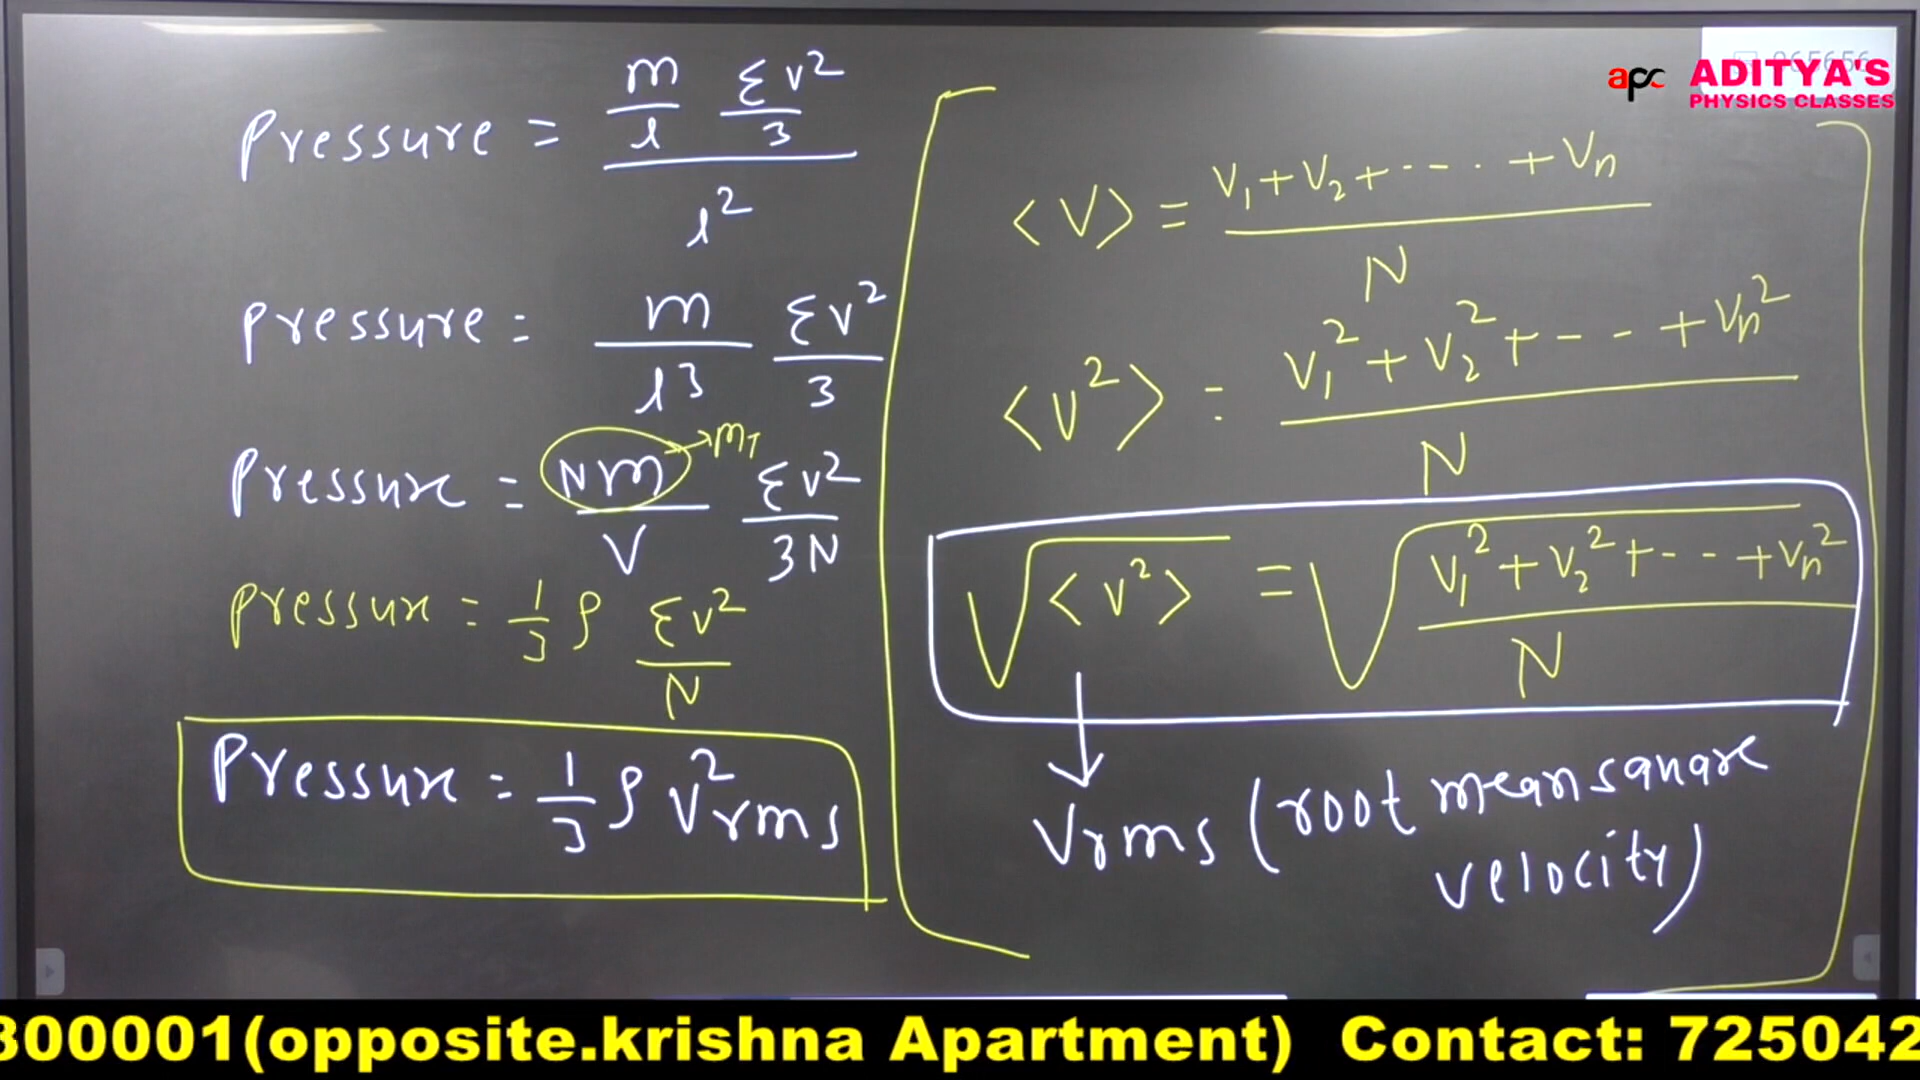 Pressure = m/l Σv²/3 / l²
Pressure = m/l³ Σv²/3
Pressure = Nm/V Σv²/3N
→ mT
Pressure = 1/3 ρ Σv²/N
Pressure = 1/3 ρ V²rms
<V> = V₁+V₂+----+Vn / N
<V²> = V₁²+V₂²+---+Vn² / N
√<V²> = √(V₁²+V₂²+---+Vn² / N)
↓
Vrms (root mean square
velocity)
apc ADITYA'S
PHYSICS CLASSES
800001(opposite.krishna Apartment) Contact: 725042